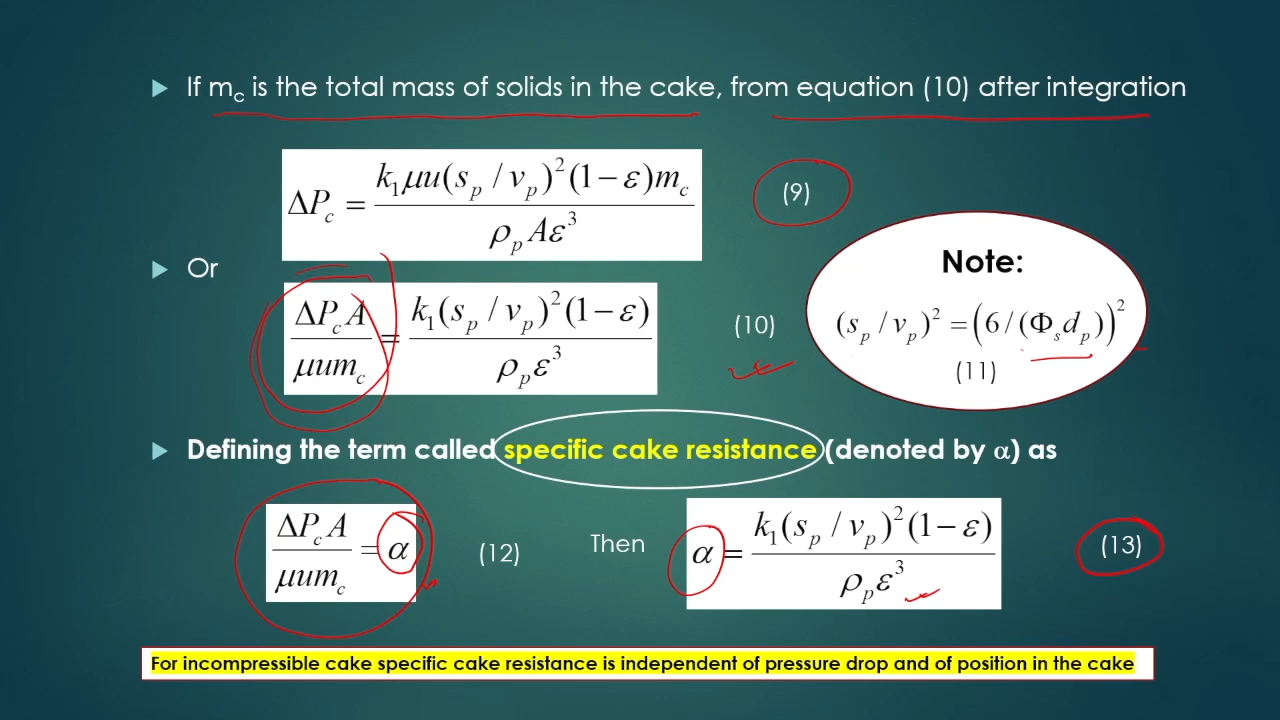 If m_c is the total mass of solids in the cake, from equation (10) after integration
ΔP_c = k_1 μu(s_p / v_p)^2 (1 − ε)m_c / ρ_p Aε^3 (9)
Or
ΔP_c A / μum_c = k_1(s_p / v_p)^2 (1 − ε) / ρ_p ε^3 (10)
Note:
(s_p / v_p)^2 = (6 / (Φ_s d_p))^2
(11)
Defining the term called specific cake resistance (denoted by α) as
ΔP_c A / μum_c = α (12) Then α = k_1(s_p / v_p)^2 (1 − ε) / ρ_p ε^3 (13)
For incompressible cake specific cake resistance is independent of pressure drop and of position in the cake